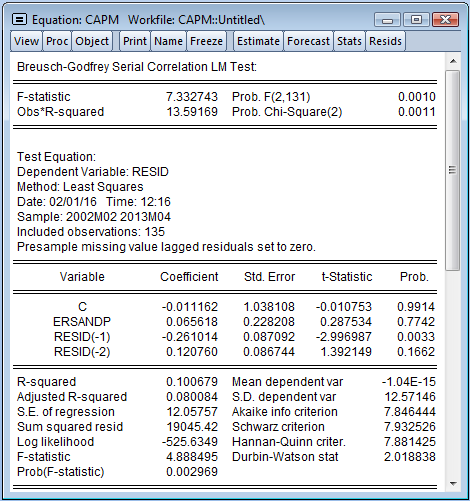 Equation: CAPM Workfile: CAPM::Untitled\
View Proc Object Print Name Freeze Estimate Forecast Stats Resids
Breusch-Godfrey Serial Correlation LM Test:
F-statistic 7.332743 Prob. F(2,131) 0.0010
Obs*R-squared 13.59169 Prob. Chi-Square(2) 0.0011
Test Equation:
Dependent Variable: RESID
Method: Least Squares
Date: 02/01/16 Time: 12:16
Sample: 2002M02 2013M04
Included observations: 135
Presample missing value lagged residuals set to zero.
Variable Coefficient Std. Error t-Statistic Prob.
C -0.011162 1.038108 -0.010753 0.9914
ERSANDP 0.065618 0.228208 0.287534 0.7742
RESID(-1) -0.261014 0.087092 -2.996987 0.0033
RESID(-2) 0.120760 0.086744 1.392149 0.1662
R-squared 0.100679 Mean dependent var -1.04E-15
Adjusted R-squared 0.080084 S.D. dependent var 12.57146
S.E. of regression 12.05757 Akaike info criterion 7.846444
Sum squared resid 19045.42 Schwarz criterion 7.932526
Log likelihood -525.6349 Hannan-Quinn criter. 7.881425
F-statistic 4.888495 Durbin-Watson stat 2.018838
Prob(F-statistic) 0.002969